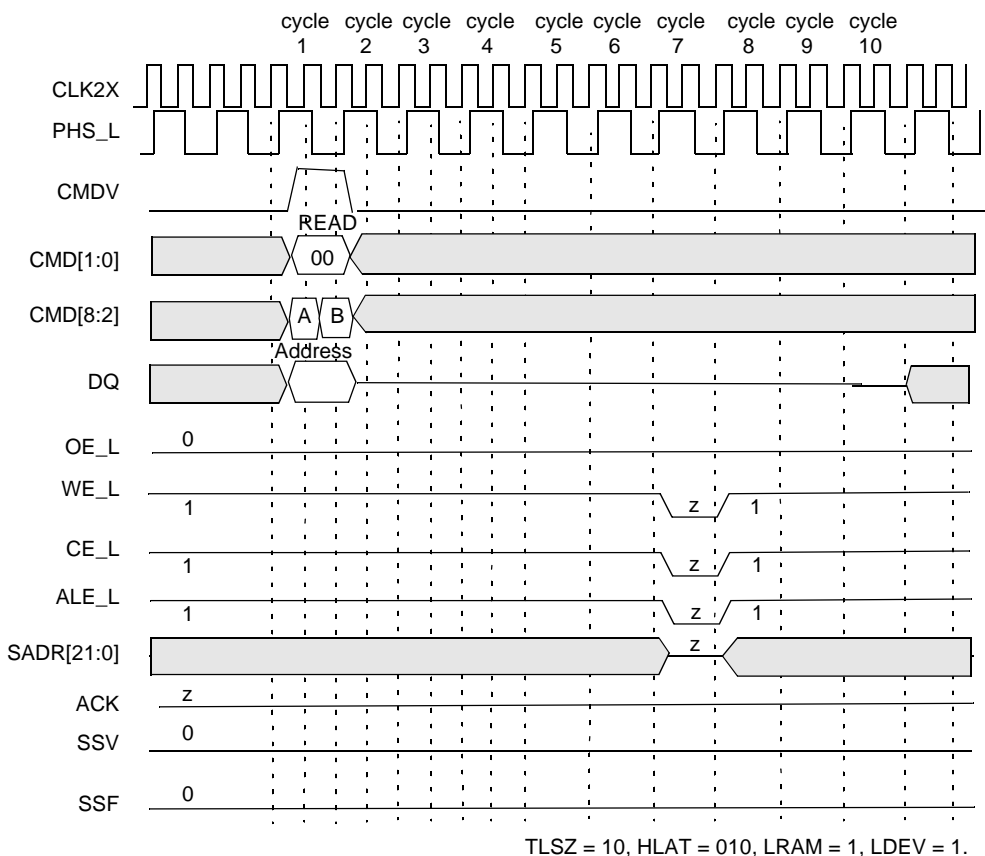 cycle cycle cycle cycle cycle cycle cycle cycle cycle cycle
1 2 3 4 5 6 7 8 9 10
CLK2X
PHS_L
CMDV
READ
CMD[1:0] 00
CMD[8:2] A B
Address
DQ
OE_L 0
WE_L 1 z 1
CE_L 1 z 1
ALE_L 1 z 1
SADR[21:0] z
ACK z
SSV 0
SSF 0
TLSZ = 10, HLAT = 010, LRAM = 1, LDEV = 1.